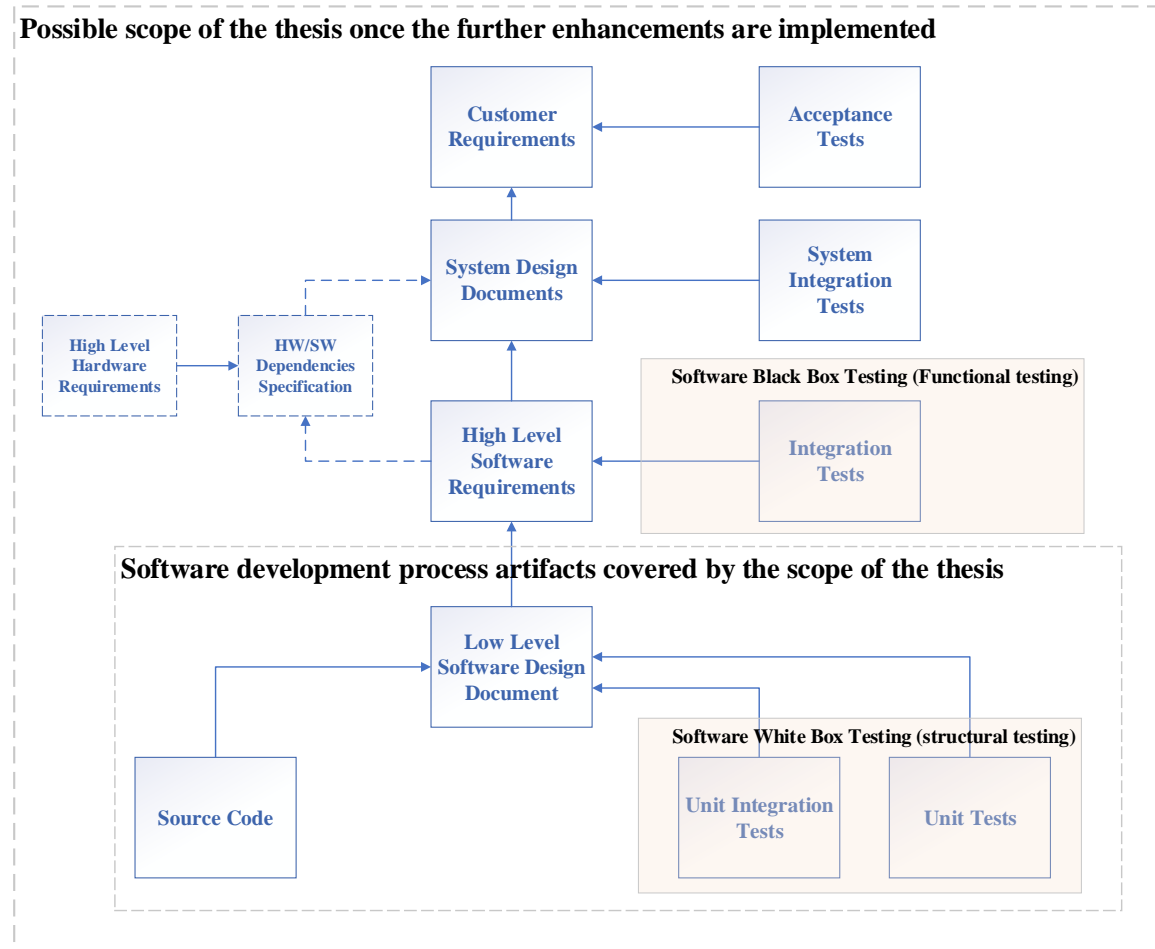 Possible scope of the thesis once the further enhancements are implemented
Customer
Requirements
Acceptance
Tests
System Design
Documents
System
Integration
Tests
High Level
Hardware
Requirements
HW/SW
Dependencies
Specification
Software Black Box Testing (Functional testing)
High Level
Software
Requirements
Integration
Tests
Software development process artifacts covered by the scope of the thesis
Low Level
Software Design
Document
Software White Box Testing (structural testing)
Source Code
Unit Integration
Tests
Unit Tests